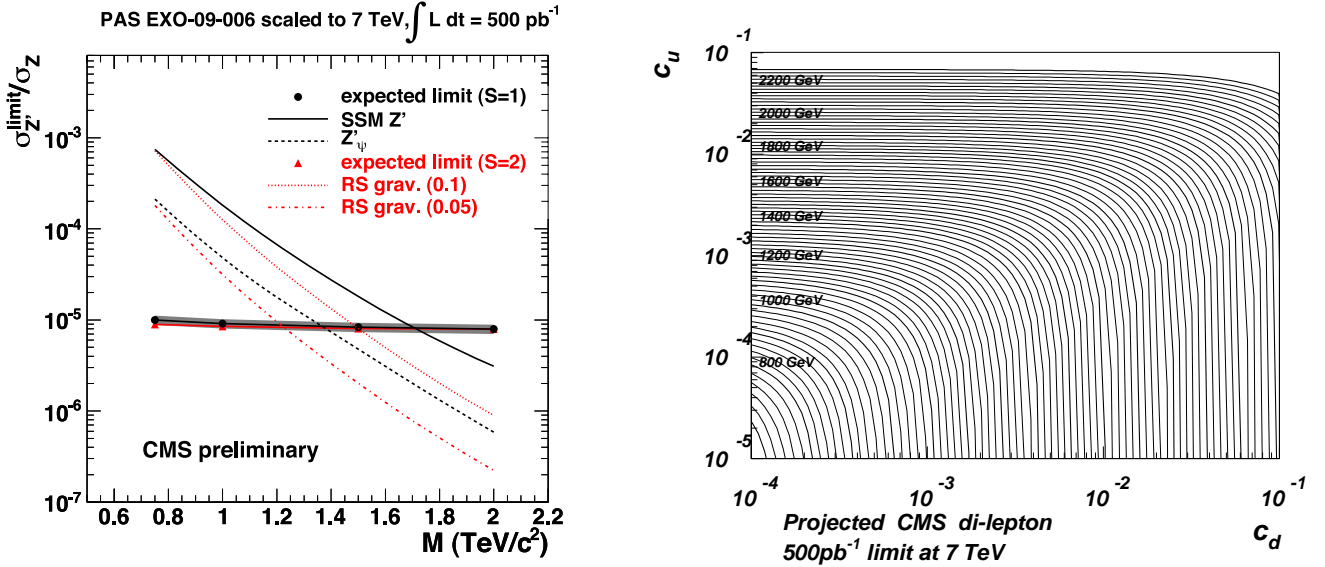 PAS EXO-09-006 scaled to 7 TeV,∫ L dt = 500 pb⁻¹
σ_Z'^limit/σ_Z
expected limit (S=1)
SSM Z'
Z'_ψ
expected limit (S=2)
RS grav. (0.1)
RS grav. (0.05)
10⁻³
10⁻⁴
10⁻⁵
10⁻⁶
10⁻⁷
CMS preliminary
0.6 0.8 1 1.2 1.4 1.6 1.8 2 2.2
M (TeV/c²)
c_u
10⁻¹
10⁻²
10⁻³
10⁻⁴
10⁻⁵
2200 GeV
2000 GeV
1800 GeV
1600 GeV
1400 GeV
1200 GeV
1000 GeV
800 GeV
10⁻⁴ 10⁻³ 10⁻² 10⁻¹
c_d
Projected CMS di-lepton
500pb⁻¹ limit at 7 TeV